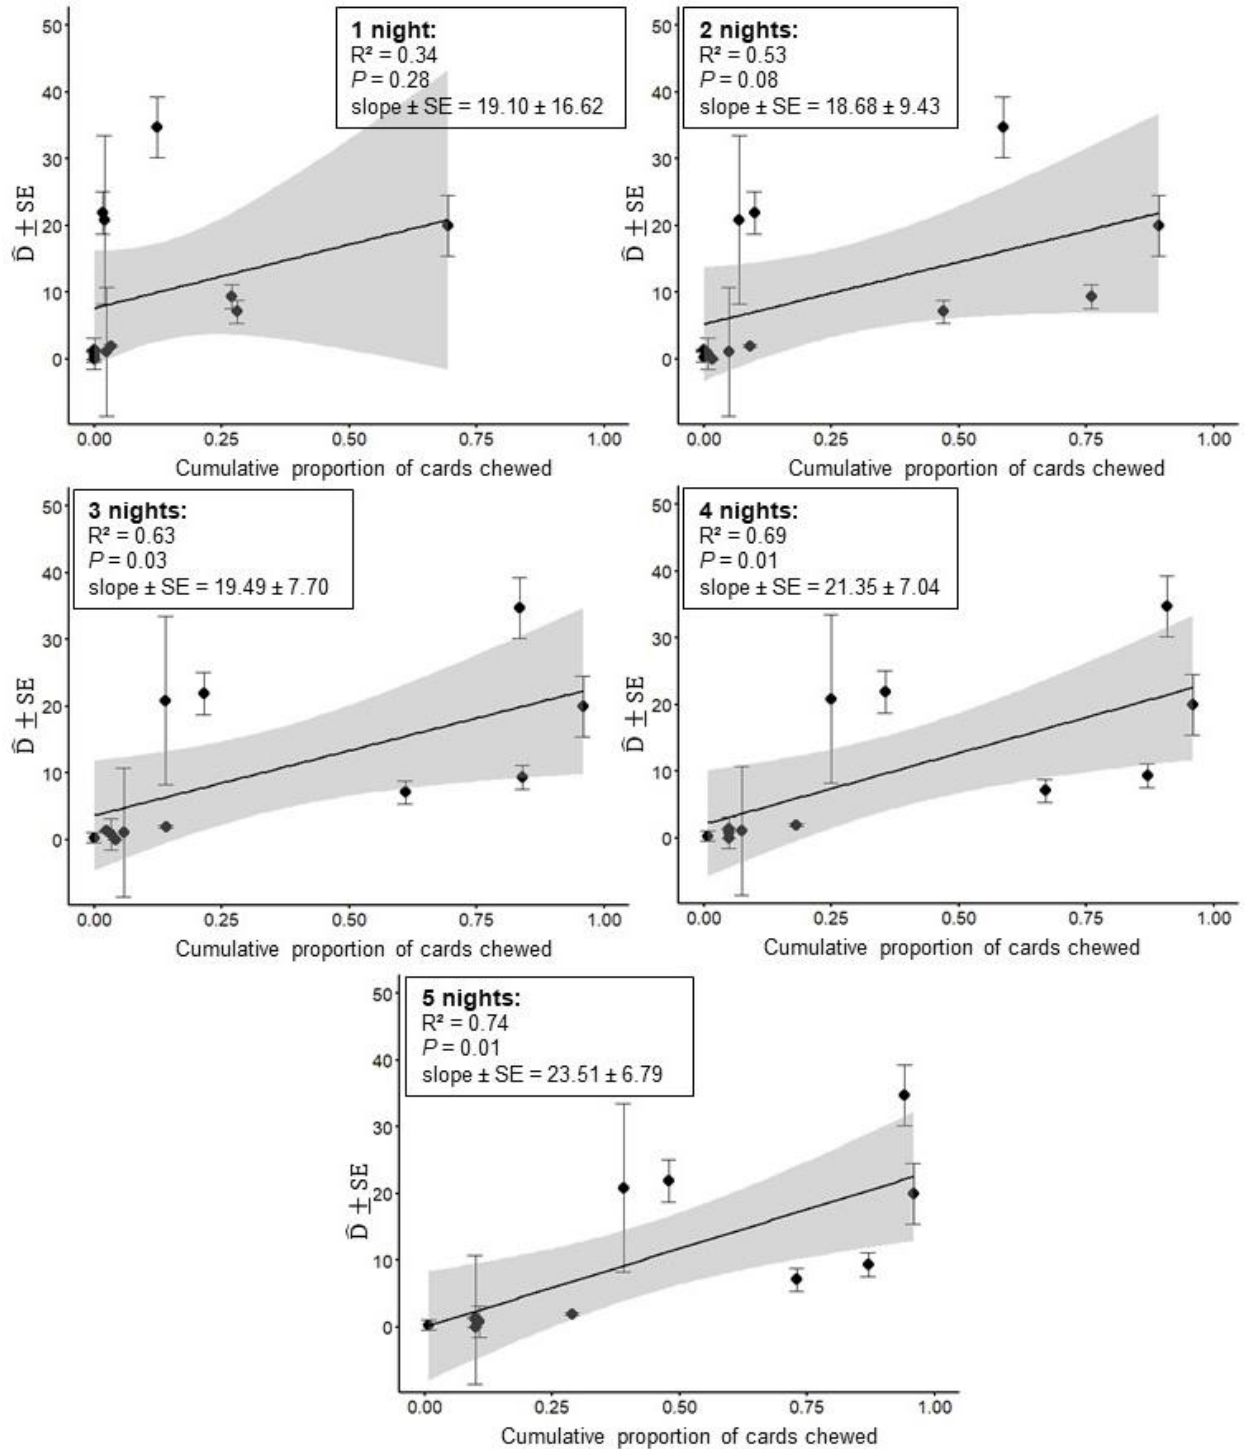 1 night:
R² = 0.34
P = 0.28
slope ± SE = 19.10 ± 16.62
50
40
30
20
10
0
D̂ ± SE
0.00 0.25 0.50 0.75 1.00
Cumulative proportion of cards chewed
2 nights:
R² = 0.53
P = 0.08
slope ± SE = 18.68 ± 9.43
50
40
30
20
10
0
D̂ ± SE
0.00 0.25 0.50 0.75 1.00
Cumulative proportion of cards chewed
3 nights:
R² = 0.63
P = 0.03
slope ± SE = 19.49 ± 7.70
50
40
30
20
10
0
D̂ ± SE
0.00 0.25 0.50 0.75 1.00
Cumulative proportion of cards chewed
4 nights:
R² = 0.69
P = 0.01
slope ± SE = 21.35 ± 7.04
50
40
30
20
10
0
D̂ ± SE
0.00 0.25 0.50 0.75 1.00
Cumulative proportion of cards chewed
5 nights:
R² = 0.74
P = 0.01
slope ± SE = 23.51 ± 6.79
50
40
30
20
10
0
D̂ ± SE
0.00 0.25 0.50 0.75 1.00
Cumulative proportion of cards chewed